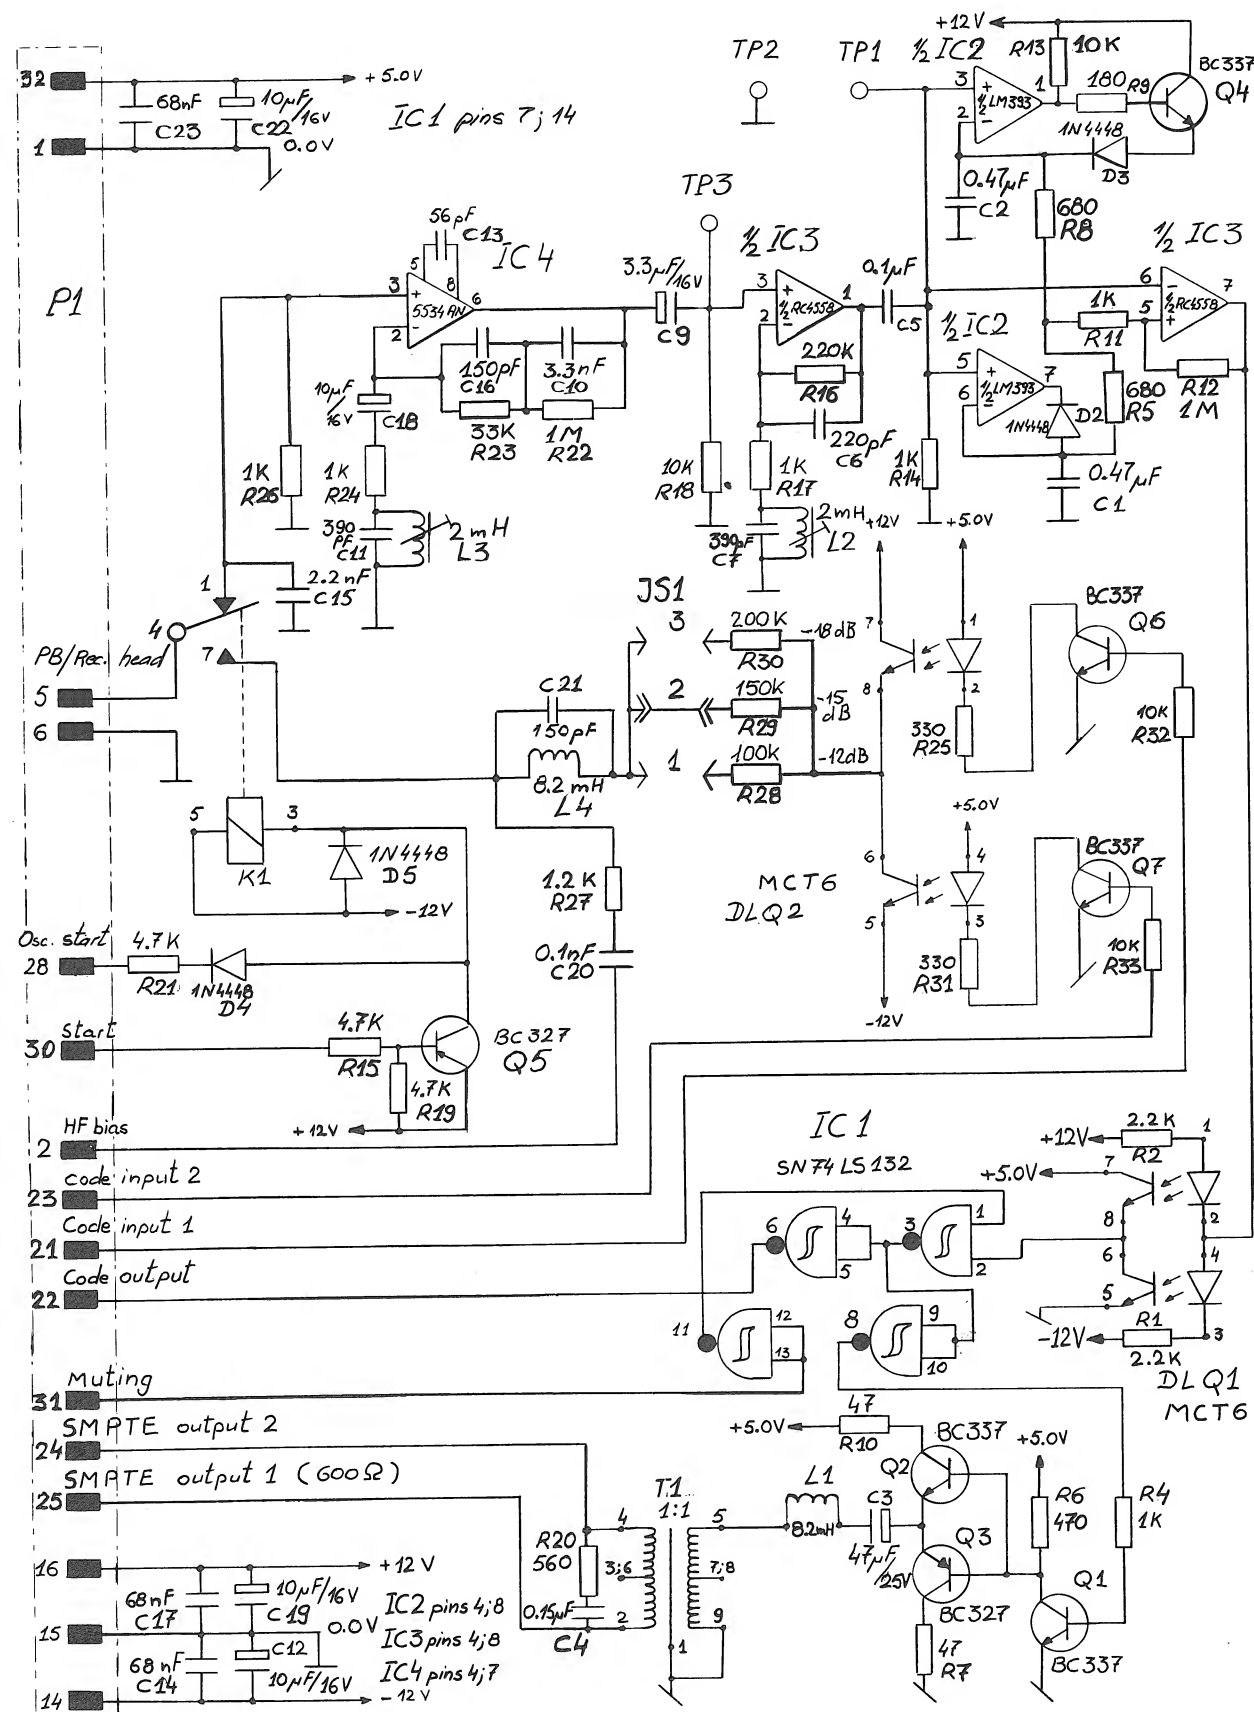 +12V
TP2
TP1
½ IC2
R13
10K
BC337
Q4
32
+ 5.0V
68nF
C23
10µF/16V
C22
IC1 pins 7; 14
3
½ LM393
1
180
R9
2
1N4448
D3
1
0.0V
TP3
0.47µF
C2
680
R8
56pF
C13
IC4
5
8
½ IC3
½ IC3
P1
3.3µF/16V
0.1µF
3
5534AN
6
2
C9
3
½ RC4558
1
2
C5
6
½ RC4558
7
5
1K
R11
½ IC2
150pF
C16
3.3nF
C10
220K
R16
5
½ LM393
7
6
R12
1M
10µF/16V
C18
33K
R23
1M
R22
1N4448
D2
680
R5
220pF
C6
1K
R26
1K
R24
10K
R18
1K
R17
1K
R14
0.47µF
C1
390
PF
C11
2mH
L3
390pF
C7
2mH
L2
+12V
+5.0V
1
2.2nF
C15
JS1
BC337
Q6
4
3
200K
R30
-18dB
7
1
PB/Rec. head
7
5
C21
150pF
2
150K
R29
-15
dB
8
2
6
330
R25
10K
R32
8.2mH
L4
1
100K
R28
-12dB
5
3
K1
1N4448
D5
-12V
+5.0V
BC337
Q7
1.2K
R27
MCT6
DLQ2
6
4
5
3
Osc. start
28
4.7K
R21
1N4448
D4
0.1nF
C20
330
R31
10K
R33
-12V
Start
30
4.7K
R15
BC327
Q5
4.7K
R19
+12V
HF bias
2
IC1
SN74LS132
+12V
2.2K
R2
1
Code input 2
23
+5.0V
7
Code input 1
21
6
4
5
3
1
2
8
2
6
4
Code output
22
5
-12V
R1
2.2K
3
11
12
13
8
9
10
DLQ1
MCT6
Muting
31
SMPTE output 2
24
+5.0V
47
R10
BC337
Q2
+5.0V
SMPTE output 1 (600Ω)
25
T1
1:1
L1
8.2mH
C3
47µF/25V
R6
470
R4
1K
4
5
R20
560
3;6
7;8
Q3
BC327
Q1
BC337
16
+12V
68nF
C17
10µF/16V
C19
IC2 pins 4;8
0.15µF
C4
2
9
1
47
R7
15
0.0V
IC3 pins 4;8
68nF
C14
C12
10µF/16V
IC4 pins 4;7
14
-12V